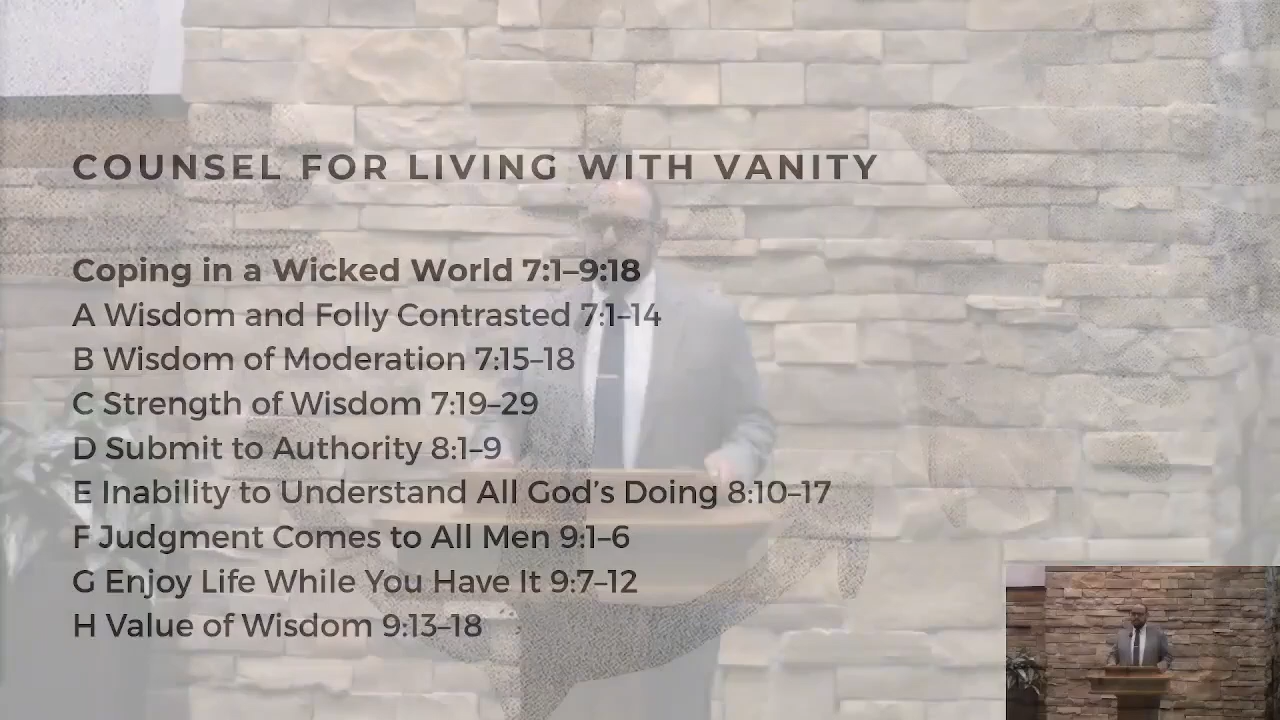 COUNSEL FOR LIVING WITH VANITY
Coping in a Wicked World 7:1–9:18
A Wisdom and Folly Contrasted 7:1–14
B Wisdom of Moderation 7:15–18
C Strength of Wisdom 7:19–29
D Submit to Authority 8:1–9
E Inability to Understand All God's Doing 8:10–17
F Judgment Comes to All Men 9:1–6
G Enjoy Life While You Have It 9:7–12
H Value of Wisdom 9:13–18